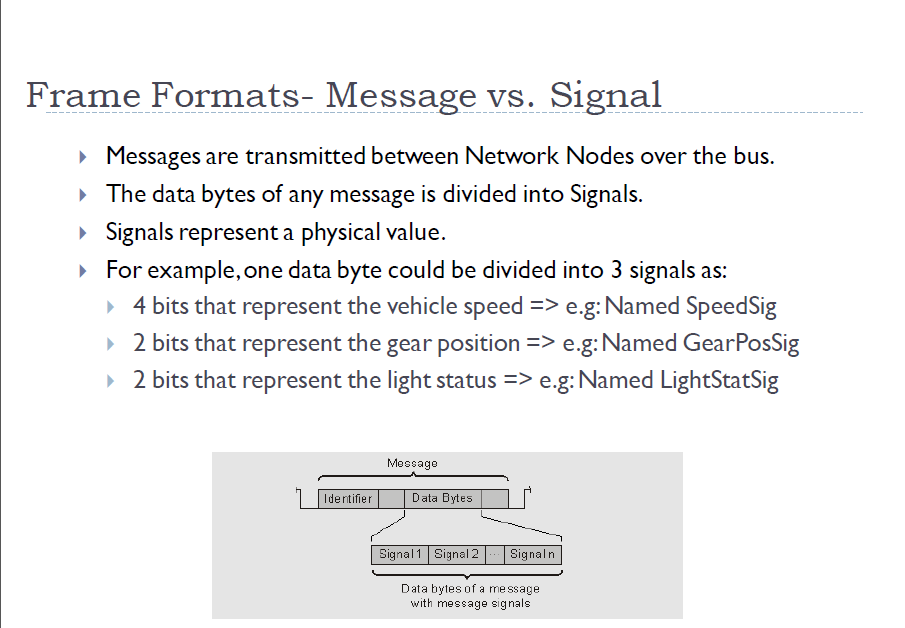 Frame Formats- Message vs. Signal
Messages are transmitted between Network Nodes over the bus.
The data bytes of any message is divided into Signals.
Signals represent a physical value.
For example, one data byte could be divided into 3 signals as:
4 bits that represent the vehicle speed => e.g: Named SpeedSig
2 bits that represent the gear position => e.g: Named GearPosSig
2 bits that represent the light status => e.g: Named LightStatSig
Message
Identifier Data Bytes
Signal 1 Signal 2 ... Signal n
Data bytes of a message
with message signals